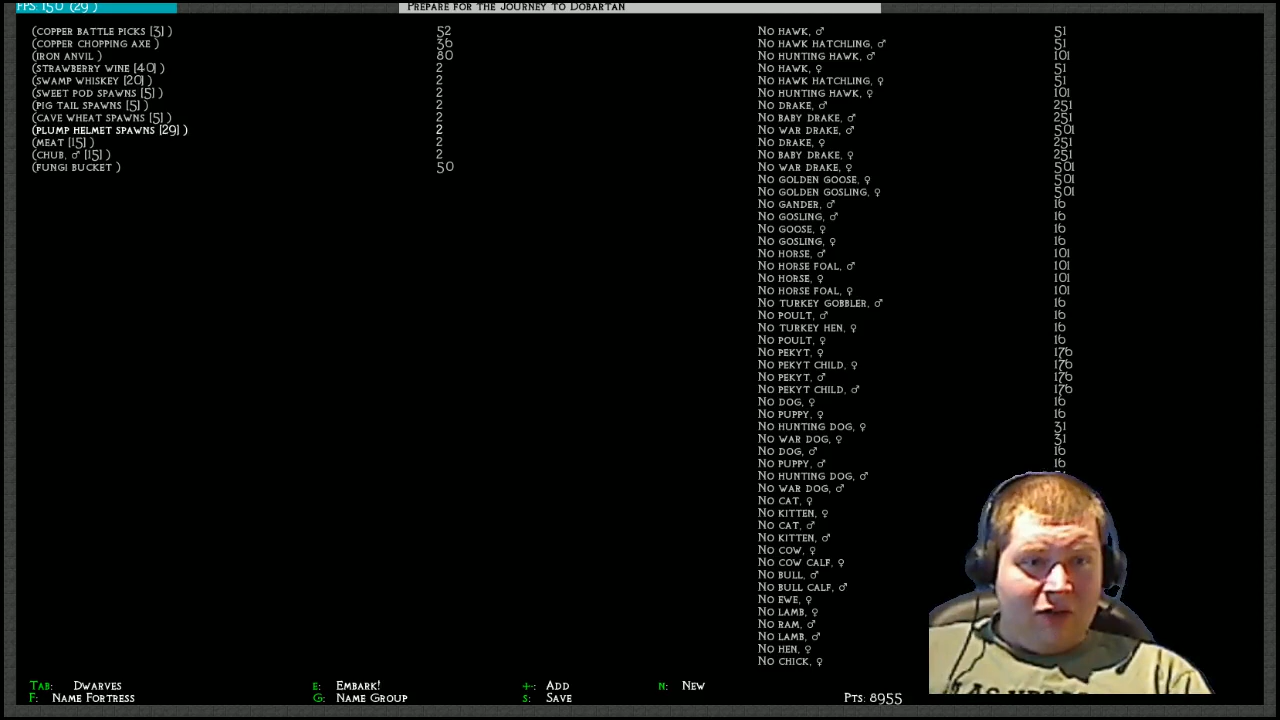 FPS: 150 (29)
Prepare for the Journey to Dobartan
(copper battle picks [3] ) 52
(copper chopping axe ) 36
(iron anvil ) 80
(strawberry wine [40] ) 2
(swamp whiskey [20] ) 2
(sweet pod spawns [5] ) 2
(pig tail spawns [5] ) 2
(cave wheat spawns [5] ) 2
(plump helmet spawns [29] ) 2
(meat [15] ) 2
(chub, ♂ [15] ) 2
(fungi bucket ) 50
No hawk, ♂ 51
No hawk hatchling, ♂ 51
No hunting hawk, ♂ 101
No hawk, ♀ 51
No hawk hatchling, ♀ 51
No hunting hawk, ♀ 101
No drake, ♂ 251
No baby drake, ♂ 251
No war drake, ♂ 501
No drake, ♀ 251
No baby drake, ♀ 251
No war drake, ♀ 501
No golden goose, ♀ 501
No golden gosling, ♀ 501
No gander, ♂ 16
No gosling, ♂ 16
No goose, ♀ 16
No gosling, ♀ 16
No horse, ♂ 101
No horse foal, ♂ 101
No horse, ♀ 101
No horse foal, ♀ 101
No turkey gobbler, ♂ 16
No poult, ♂ 16
No turkey hen, ♀ 16
No poult, ♀ 16
No pekyt, ♀ 176
No pekyt child, ♀ 176
No pekyt, ♂ 176
No pekyt child, ♂ 176
No dog, ♀ 16
No puppy, ♀ 16
No hunting dog, ♀ 31
No war dog, ♀ 31
No dog, ♂ 16
No puppy, ♂ 16
No hunting dog, ♂
No war dog, ♂
No cat, ♀
No kitten, ♀
No cat, ♂
No kitten, ♂
No cow, ♀
No cow calf, ♀
No bull, ♂
No bull calf, ♂
No ewe, ♀
No lamb, ♀
No ram, ♂
No lamb, ♂
No hen, ♀
No chick, ♀
Tab: Dwarves e: Embark! +-: Add n: New
F: Name Fortress G: Name Group s: Save Pts: 8955